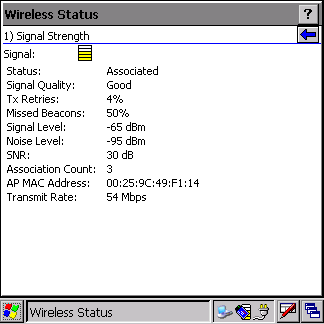 Wireless Status ?
1) Signal Strength
Signal:
Status: Associated
Signal Quality: Good
Tx Retries: 4%
Missed Beacons: 50%
Signal Level: -65 dBm
Noise Level: -95 dBm
SNR: 30 dB
Association Count: 3
AP MAC Address: 00:25:9C:49:F1:14
Transmit Rate: 54 Mbps
Wireless Status